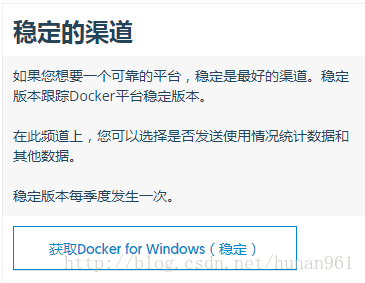 稳定的渠道
如果您想要一个可靠的平台，稳定是最好的渠道。稳定
版本跟踪Docker平台稳定版本。
在此频道上，您可以选择是否发送使用情况统计数据和
其他数据。
稳定版本每季度发生一次。
获取Docker for Windows（稳定）
http://blog.csdn.net/hunan961